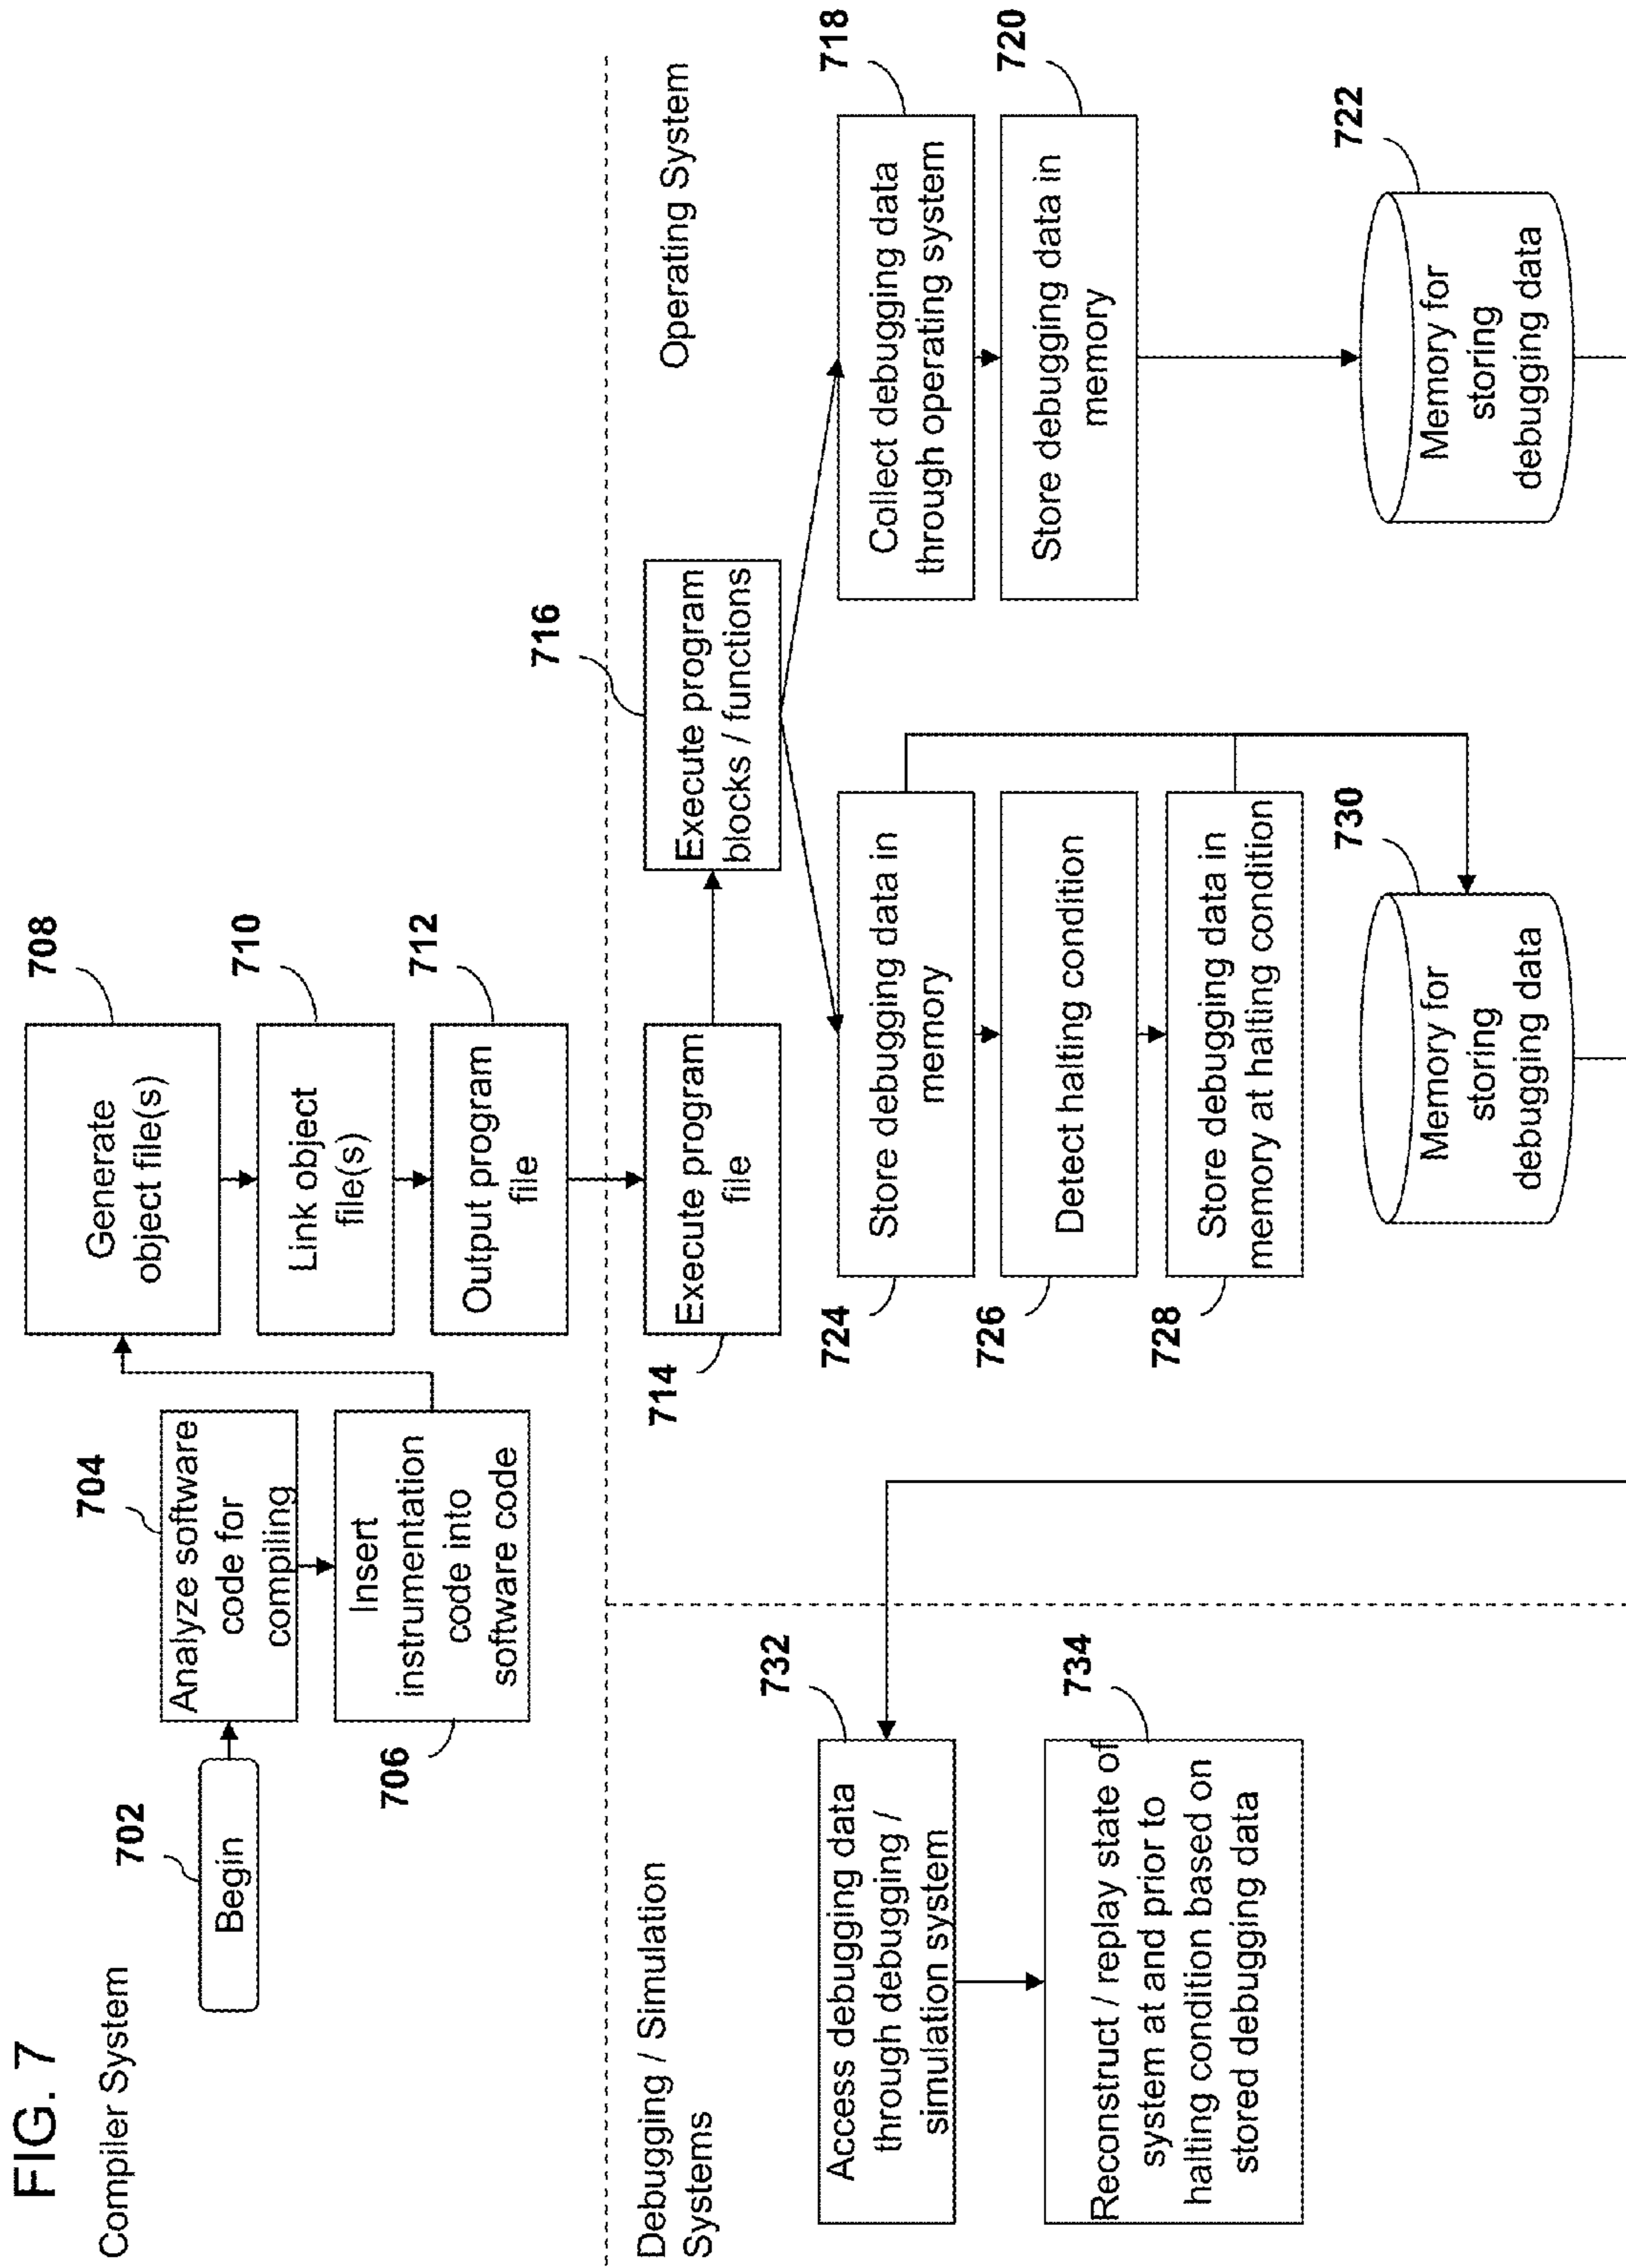 FIG. 7
Compiler System
702
Begin
704
Analyze software
code for
compiling
706
Insert
instrumentation
code into
software code
708
Generate
object file(s)
710
Link object
file(s)
712
Output program
file
Operating System
714
Execute program
file
716
Execute program
blocks / functions
718
Collect debugging data
through operating system
720
Store debugging data in
memory
722
Memory for
storing
debugging data
724
Store debugging data in
memory
726
Detect halting condition
728
Store debugging data in
memory at halting condition
730
Memory for
storing
debugging data
Debugging / Simulation
Systems
732
Access debugging data
through debugging /
simulation system
734
Reconstruct / replay state of
system at and prior to
halting condition based on
stored debugging data